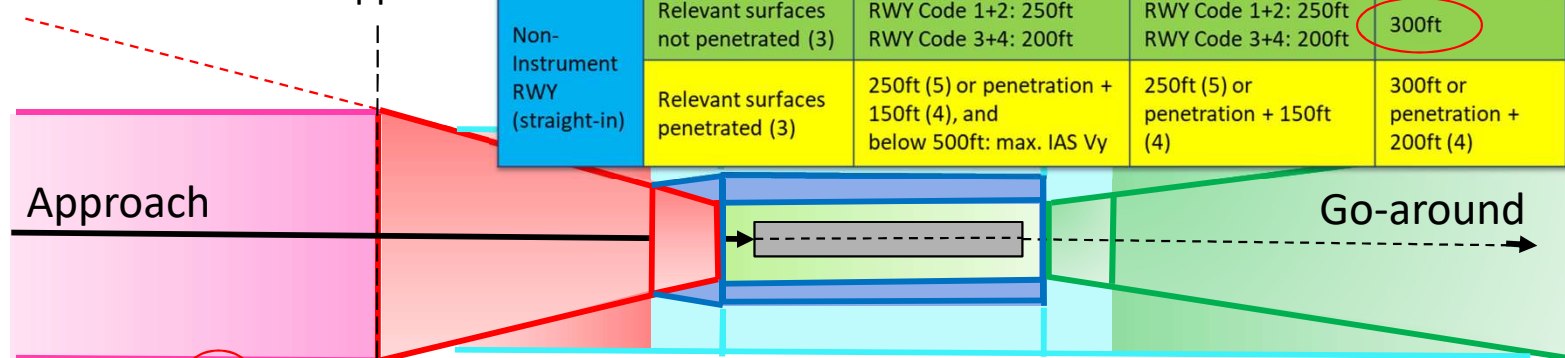 pp
Non-
Instrument
RWY
(straight-in)
Relevant surfaces
not penetrated (3)
RWY Code 1+2: 250ft
RWY Code 3+4: 200ft
RWY Code 1+2: 250ft
RWY Code 3+4: 200ft
300ft
Relevant surfaces
penetrated (3)
250ft (5) or penetration +
150ft (4), and
below 500ft: max. IAS Vy
250ft (5) or
penetration + 150ft
(4)
300ft or
penetration +
200ft (4)
Approach
Go-around